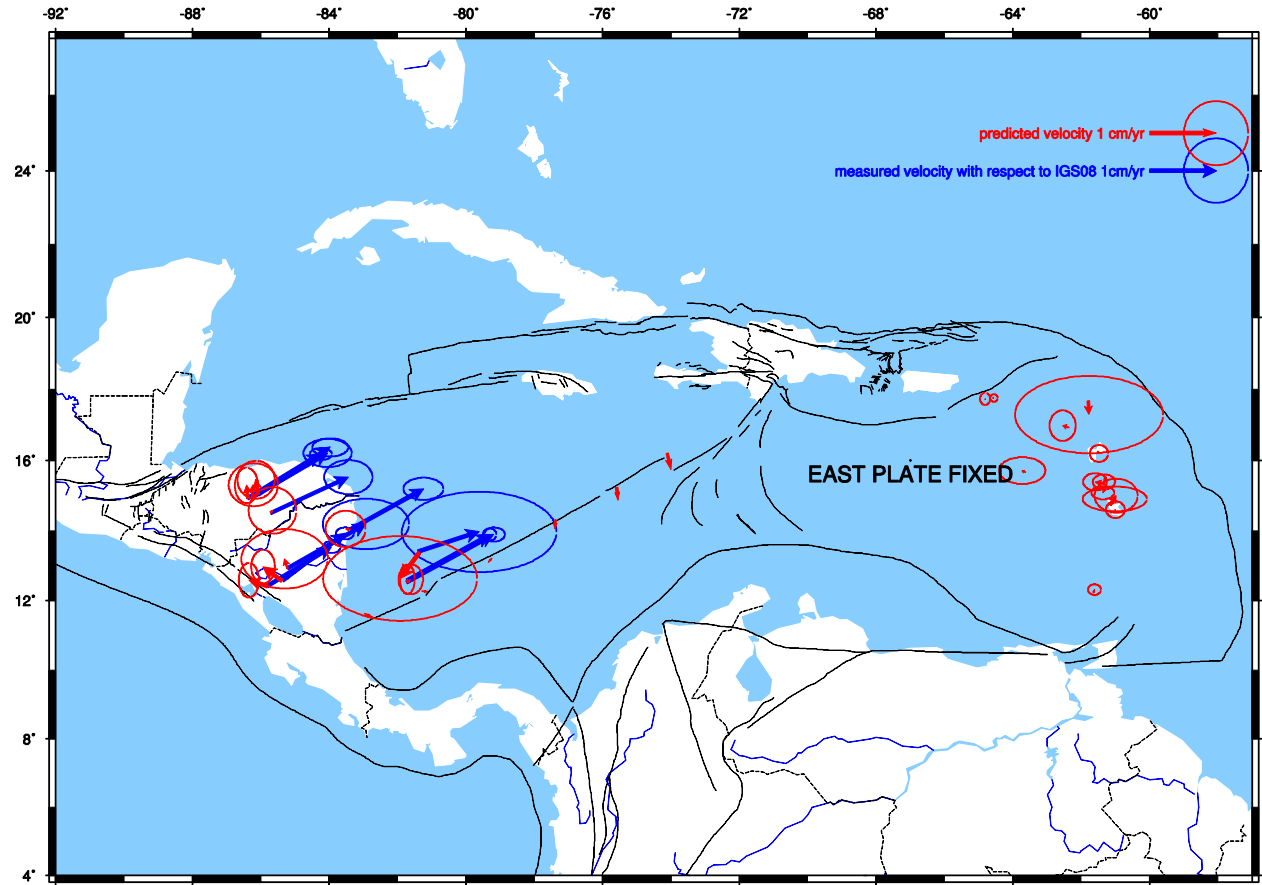 -92 -88 -84 -80 -76 -72 -68 -64 -60
predicted velocity 1 cm/yr
24°
measured velocity with respect to IGS08 1cm/yr
20°
16°
EAST PLATE FIXED
12°
8°
4°